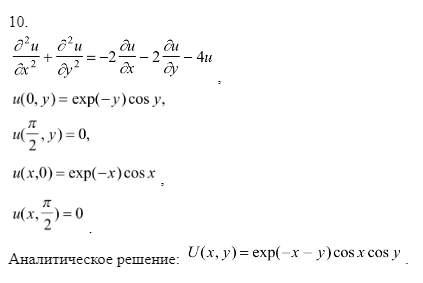 10.
∂²u/∂x² + ∂²u/∂y² = −2 ∂u/∂x − 2 ∂u/∂y − 4u
u(0, y) = exp(−y) cos y,
u(π/2, y) = 0,
u(x,0) = exp(−x) cos x ,
u(x, π/2) = 0 .
Аналитическое решение: U(x, y) = exp(−x − y) cos x cos y .